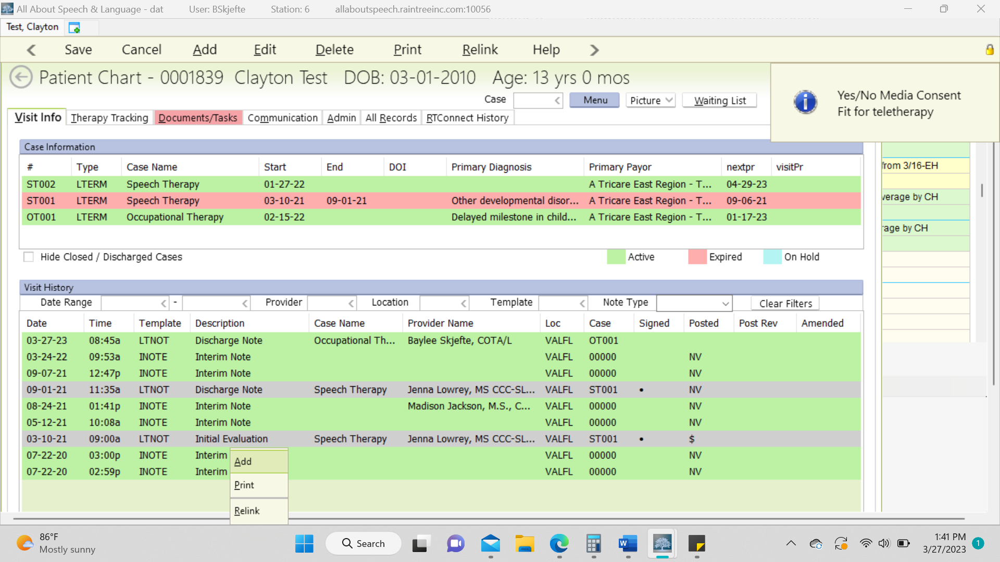 All About Speech & Language - dat User: BSkjefte Station: 6 allaboutspeech.raintreeinc.com:10056
Test, Clayton
Save Cancel Add Edit Delete Print Relink Help
Patient Chart - 0001839 Clayton Test DOB: 03-01-2010 Age: 13 yrs 0 mos
Yes/No Media Consent
Fit for teletherapy
Case Menu Picture Waiting List
Visit Info Therapy Tracking Documents/Tasks Communication Admin All Records RTConnect History
Case Information
# Type Case Name Start End DOI Primary Diagnosis Primary Payor nextpr visitPr
ST002 LTERM Speech Therapy 01-27-22 A Tricare East Region - T... 04-29-23
ST001 LTERM Speech Therapy 03-10-21 09-01-21 Other developmental disor... A Tricare East Region - T... 09-06-21
OT001 LTERM Occupational Therapy 02-15-22 Delayed milestone in child... A Tricare East Region - T... 01-17-23
from 3/16-EH
verage by CH
rage by CH
Hide Closed / Discharged Cases Active Expired On Hold
Visit History
Date Range - Provider Location Template Note Type Clear Filters
Date Time Template Description Case Name Provider Name Loc Case Signed Posted Post Rev Amended
03-27-23 08:45a LTNOT Discharge Note Occupational Th... Baylee Skjefte, COTA/L VALFL OT001
03-24-22 09:53a INOTE Interim Note VALFL 00000 NV
09-07-21 12:47p INOTE Interim Note VALFL 00000 NV
09-01-21 11:35a LTNOT Discharge Note Speech Therapy Jenna Lowrey, MS CCC-SL... VALFL ST001 • NV
08-24-21 01:41p INOTE Interim Note Madison Jackson, M.S., C... VALFL 00000 NV
05-12-21 10:08a INOTE Interim Note VALFL 00000 NV
03-10-21 09:00a LTNOT Initial Evaluation Speech Therapy Jenna Lowrey, MS CCC-SL... VALFL ST001 • $
07-22-20 03:00p INOTE Interim VALFL 00000 NV
07-22-20 02:59p INOTE Interim VALFL 00000 NV
Add
Print
Relink
86°F
Mostly sunny
Search
1:41 PM
3/27/2023
1